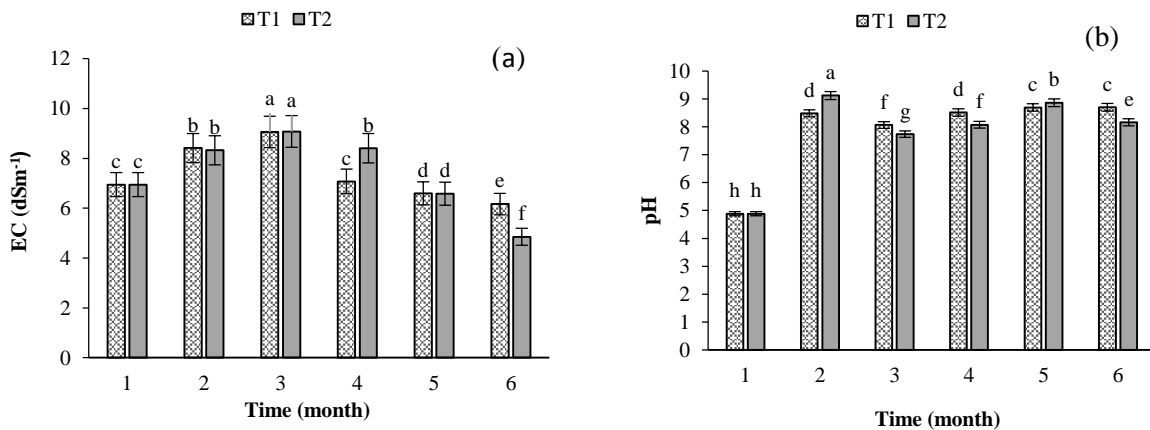 T1 T2
(a)
12
10
8
6
4
2
0
EC (dSm-1)
c c
b b
a a
c b
d d
e f
1 2 3 4 5 6
Time (month)
T1 T2
(b)
10
9
8
7
6
5
4
3
2
1
0
pH
h h
d a
f g
d f
c b
c e
1 2 3 4 5 6
Time (month)